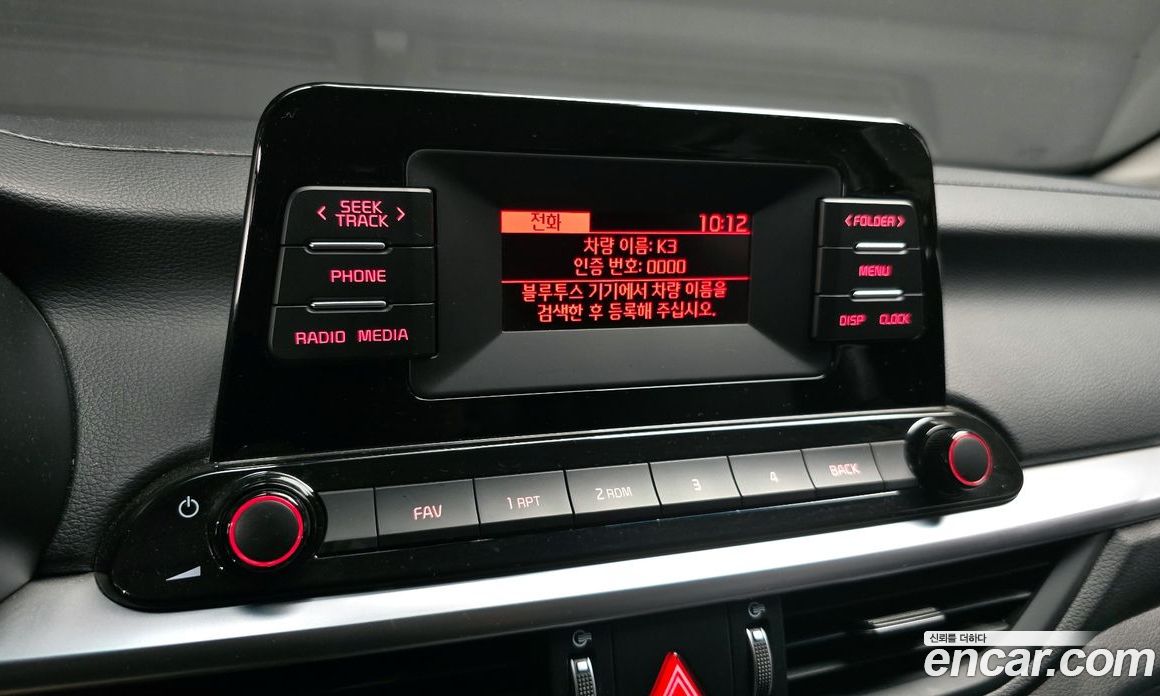 SEEK
TRACK
PHONE
RADIO MEDIA
전화 10:12
차량 이름: K3
인증 번호: 0000
블루투스 기기에서 차량 이름을
검색한 후 등록해 주십시오.
FOLDER
MENU
DISP CLOCK
FAV
1 RPT
2 RDM
3
4
BACK
신뢰를 더하다
encar.com